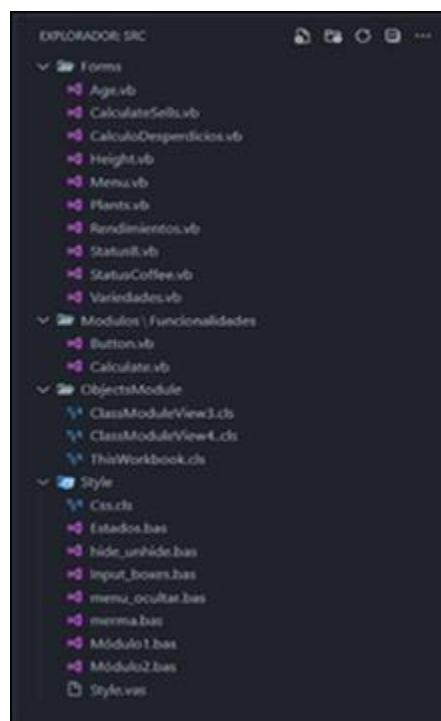 EXPLORADOR: SRC
Forms
Age.vb
CalculateSells.vb
CalculoDesperdicios.vb
Height.vb
Menu.vb
Plants.vb
Rendimientos.vb
StatusB.vb
StatusCoffee.vb
Variedades.vb
Modulos \ Funcionalidades
Button.vb
Calculate.vb
ObjectsModule
ClassModuleView3.cls
ClassModuleView4.cls
ThisWorkbook.cls
Style
Css.cls
Estados.bas
hide_unhide.bas
Input_boxes.bas
menu_ocultar.bas
merma.bas
Módulo1.bas
Módulo2.bas
Style.vas